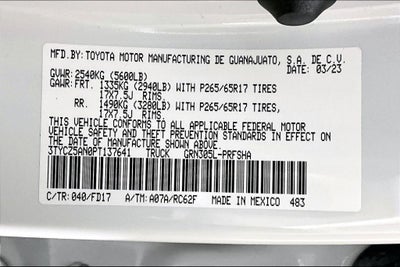 MFD.BY: TOYOTA MOTOR MANUFACTURING DE GUANAJUATO, S.A. DE C.V.
DATE: 03/23
GVWR: 2540KG (5600LB)
GAWR: FRT. 1335KG (2940LB) WITH P265/65R17 TIRES
17X7.5J RIMS,
RR. 1490KG (3280LB) WITH P265/65R17 TIRES
17X7.5J RIMS,
THIS VEHICLE CONFORMS TO ALL APPLICABLE FEDERAL MOTOR
VEHICLE SAFETY AND THEFT PREVENTION STANDARDS IN EFFECT ON
THE DATE OF MANUFACTURE SHOWN ABOVE.
3TYCZ5AN0PT137641 TRUCK GRN305L-PRFSHA
C/TR: 040/FD17 A/TM: A07A/RC62F MADE IN MEXICO 483